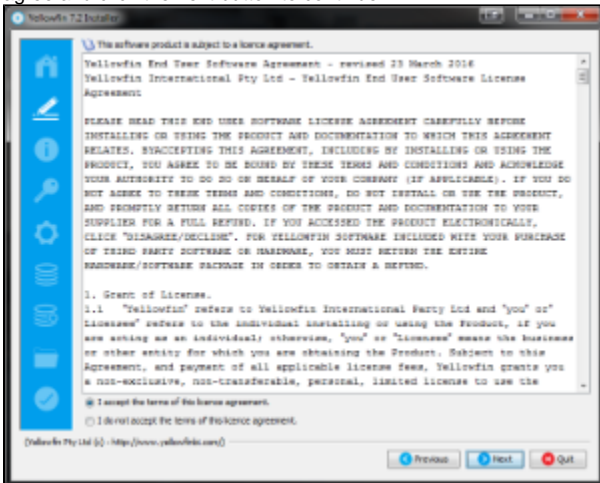 Yellowfin 7.2 Installer
This software product is subject to a licence agreement.
Yellowfin End User Software Agreement - revised 23 March 2016
Yellowfin International Pty Ltd - Yellowfin End User Software License
Agreement
PLEASE READ THIS END USER SOFTWARE LICENSE AGREEMENT CAREFULLY BEFORE
INSTALLING OR USING THE PRODUCT AND DOCUMENTATION TO WHICH THIS AGREEMENT
RELATES. BYACCEPTING THIS AGREEMENT, INCLUDING BY INSTALLING OR USING THE
PRODUCT, YOU AGREE TO BE BOUND BY THESE TERMS AND CONDITIONS AND ACKNOWLEDGE
YOUR AUTHORITY TO DO SO ON BEHALF OF YOUR COMPANY (IF APPLICABLE). IF YOU DO
NOT AGREE TO THESE TERMS AND CONDITIONS, DO NOT INSTALL OR USE THE PRODUCT,
AND PROMPTLY RETURN ALL COPIES OF THE PRODUCT AND DOCUMENTATION TO YOUR
SUPPLIER FOR A FULL REFUND. IF YOU ACCESSED THE PRODUCT ELECTRONICALLY,
CLICK "DISAGREE/DECLINE". FOR YELLOWFIN SOFTWARE INCLUDED WITH YOUR PURCHASE
OF THIRD PARTY SOFTWARE OR HARDWARE, YOU MUST RETURN THE ENTIRE
HARDWARE/SOFTWARE PACKAGE IN ORDER TO OBTAIN A REFUND.
1. Grant of License.
1.1 "Yellowfin" refers to Yellowfin International Party Ltd and "you" or"
Licensee" refers to the individual installing or using the Product, if you
are acting as an individual; otherwise, "you" or "Licensee" means the business
or other entity for which you are obtaining the Product. Subject to this
Agreement, and payment of all applicable license fees, Yellowfin grants you
a non-exclusive, non-transferable, personal, limited license to use the
I accept the terms of this licence agreement.
I do not accept the terms of this licence agreement.
(Yellowfin Pty Ltd (c) - http://www.yellowfinbi.com/)
Previous
Next
Quit